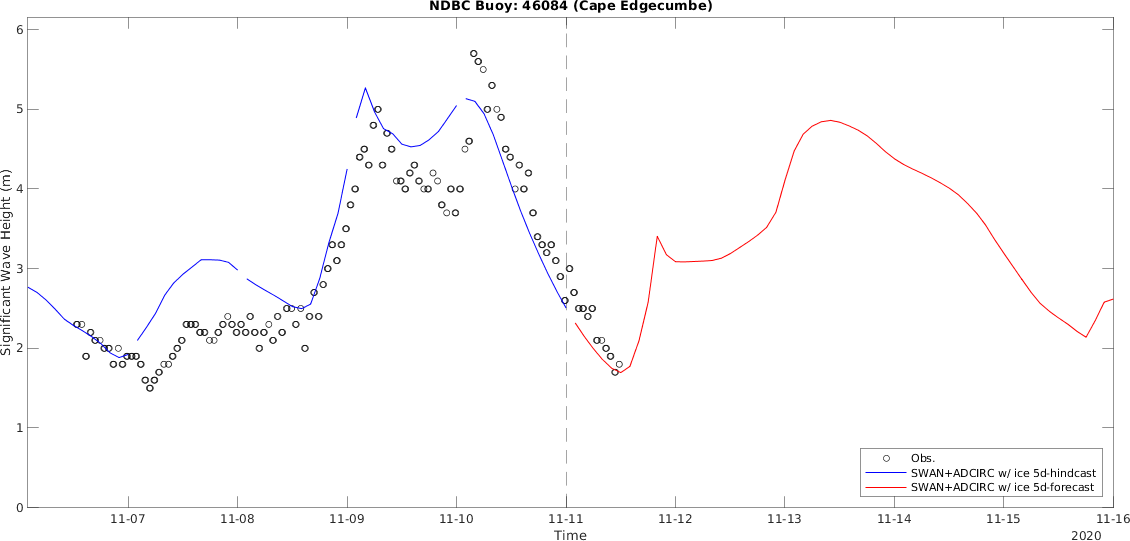 NDBC Buoy: 46084 (Cape Edgecumbe)
Significant Wave Height (m)
6
5
4
3
2
1
0
Obs.
SWAN+ADCIRC w/ ice 5d-hindcast
SWAN+ADCIRC w/ ice 5d-forecast
11-07 11-08 11-09 11-10 11-11 11-12 11-13 11-14 11-15 11-16
Time 2020